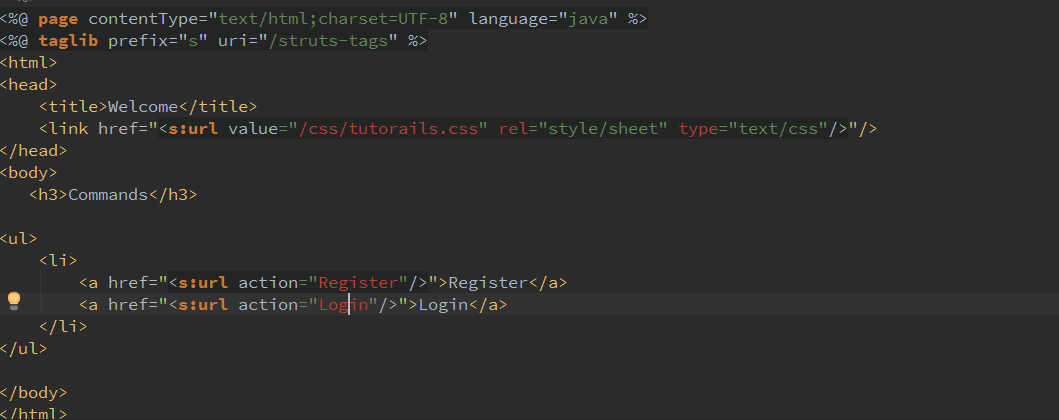 <%@ page contentType="text/html;charset=UTF-8" language="java" %>
<%@ taglib prefix="s" uri="/struts-tags" %>
<html>
<head>
    <title>Welcome</title>
    <link href="<s:url value="/css/tutorails.css" rel="style/sheet" type="text/css"/>"/>
</head>
<body>
   <h3>Commands</h3>

<ul>
    <li>
        <a href="<s:url action="Register"/>">Register</a>
        <a href="<s:url action="Login"/>">Login</a>
    </li>
</ul>

</body>
</html>